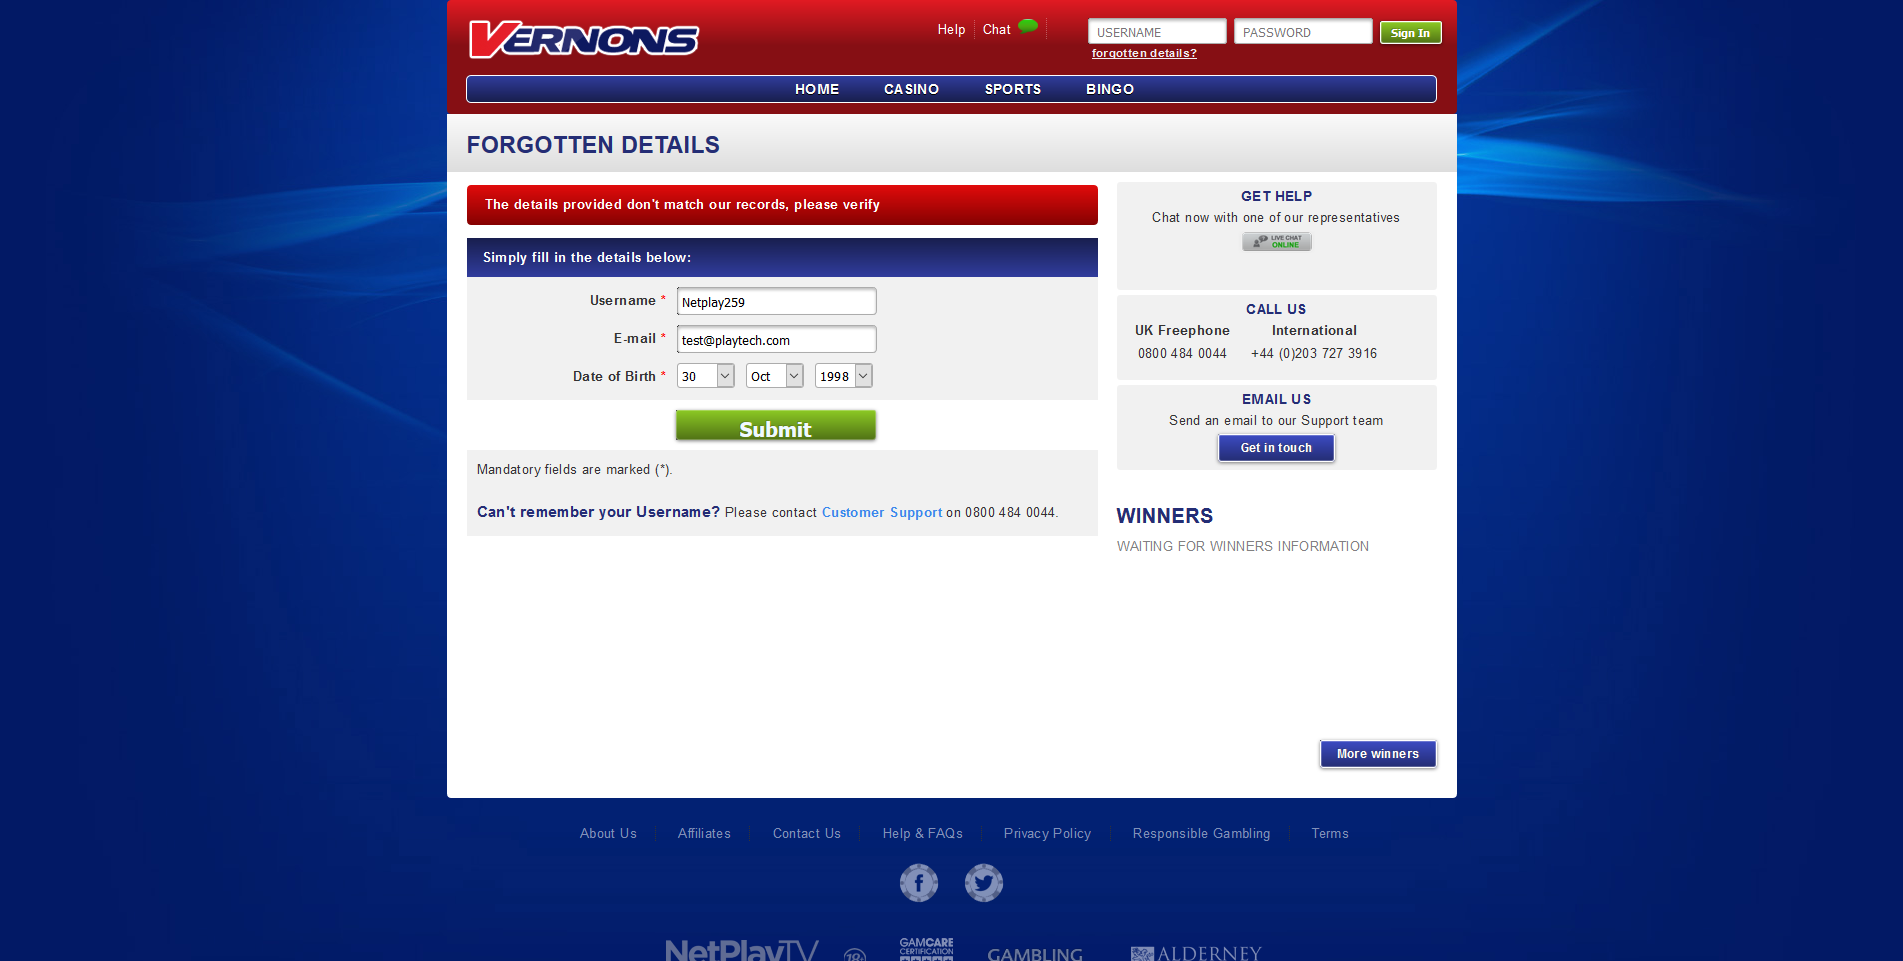 VERNONS
Help
Chat
USERNAME
PASSWORD
Sign In
forgotten details?
HOME CASINO SPORTS BINGO
FORGOTTEN DETAILS
The details provided don't match our records, please verify
Simply fill in the details below:
Username * Netplay259
E-mail * test@playtech.com
Date of Birth * 30 Oct 1998
Submit
Mandatory fields are marked (*).
Can't remember your Username? Please contact Customer Support on 0800 484 0044.
GET HELP
Chat now with one of our representatives
LIVE CHAT
ONLINE
CALL US
UK Freephone International
0800 484 0044 +44 (0)203 727 3916
EMAIL US
Send an email to our Support team
Get in touch
WINNERS
WAITING FOR WINNERS INFORMATION
More winners
About Us Affiliates Contact Us Help & FAQs Privacy Policy Responsible Gambling Terms
NetPlayTV
18+
GAMCARE
CERTIFICATION
GAMBLING
ALDERNEY